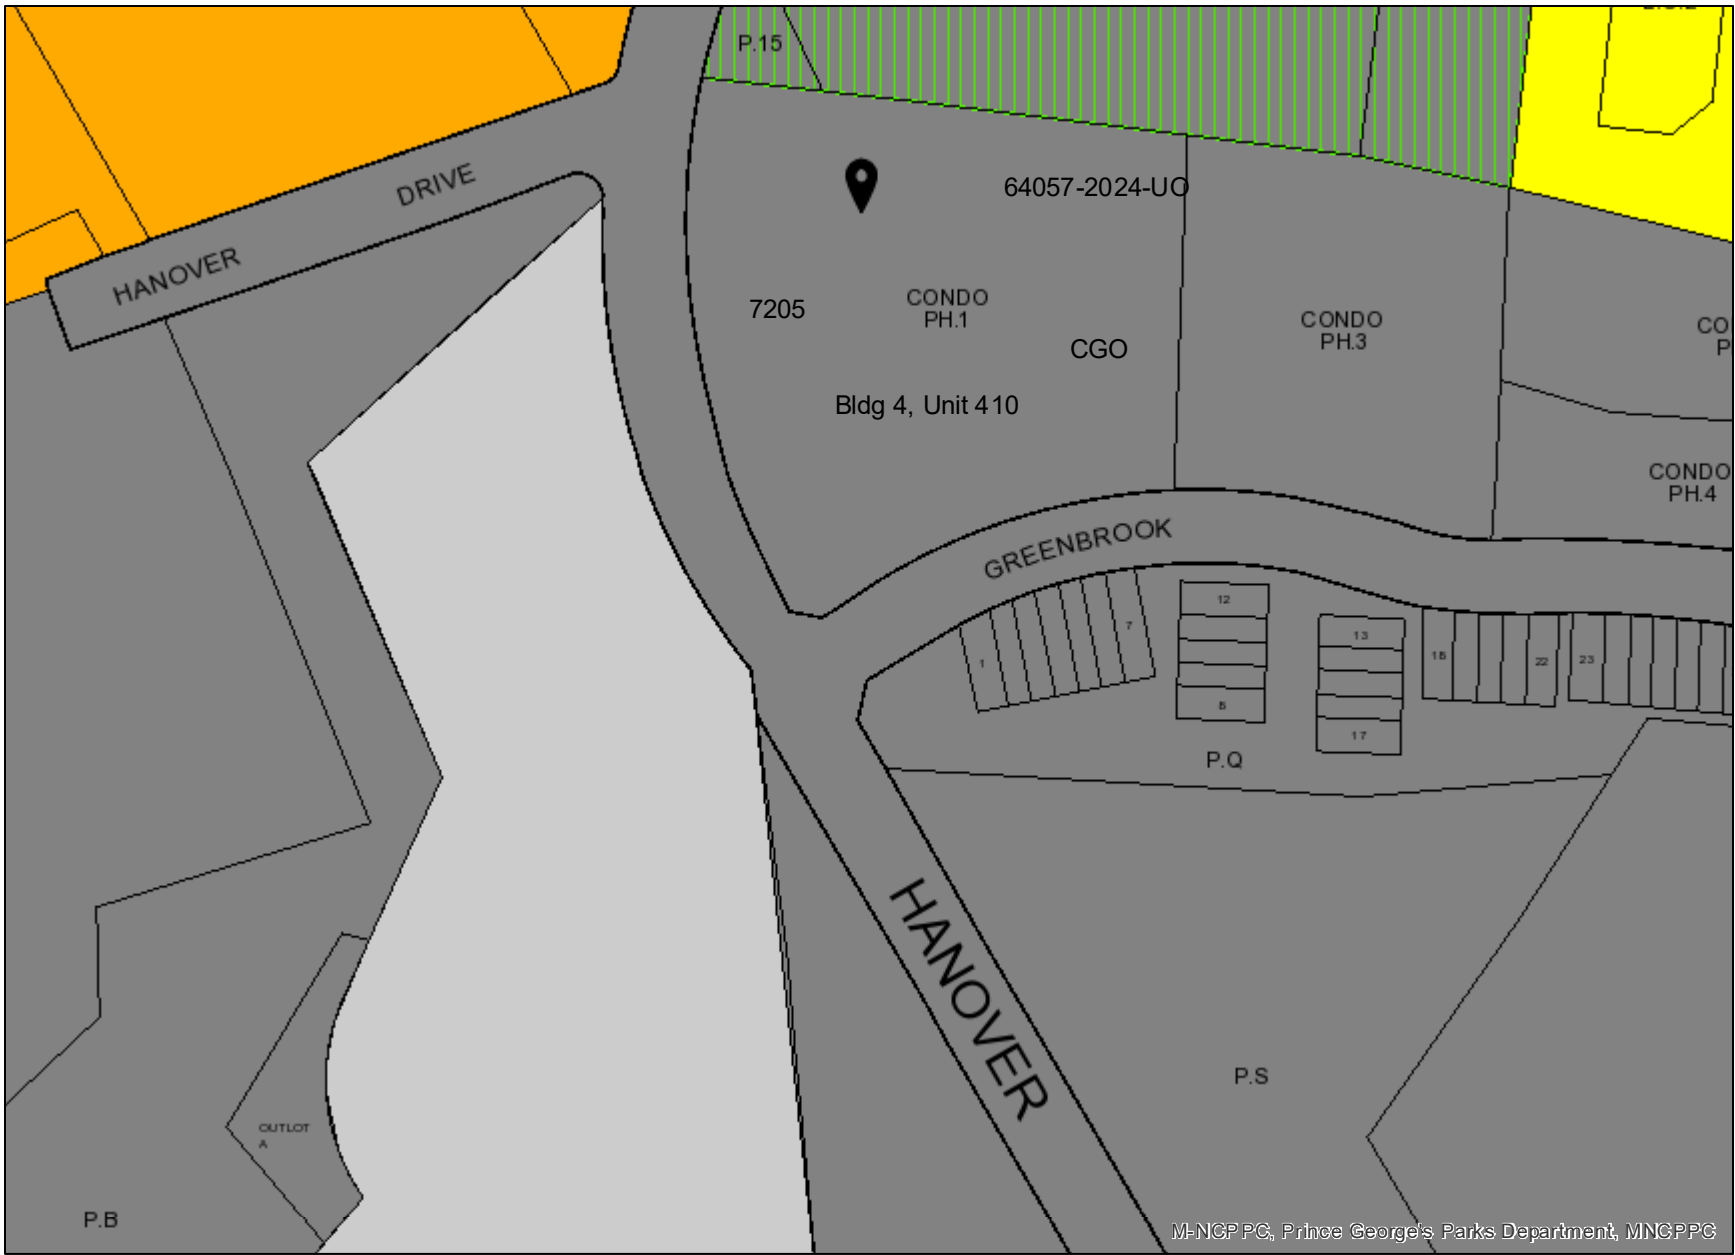 P.15
DRIVE
64057-2024-UO
HANOVER
7205
CONDO
PH.1
CONDO
PH.3
CO
P
CGO
Bldg 4, Unit 410
CONDO
PH.4
GREENBROOK
12
7
13
1
18
22
23
8
17
P.Q
HANOVER
P.S
OUTLOT
A
P.B
M-NCPPC, Prince George's Parks Department, MNCPPC